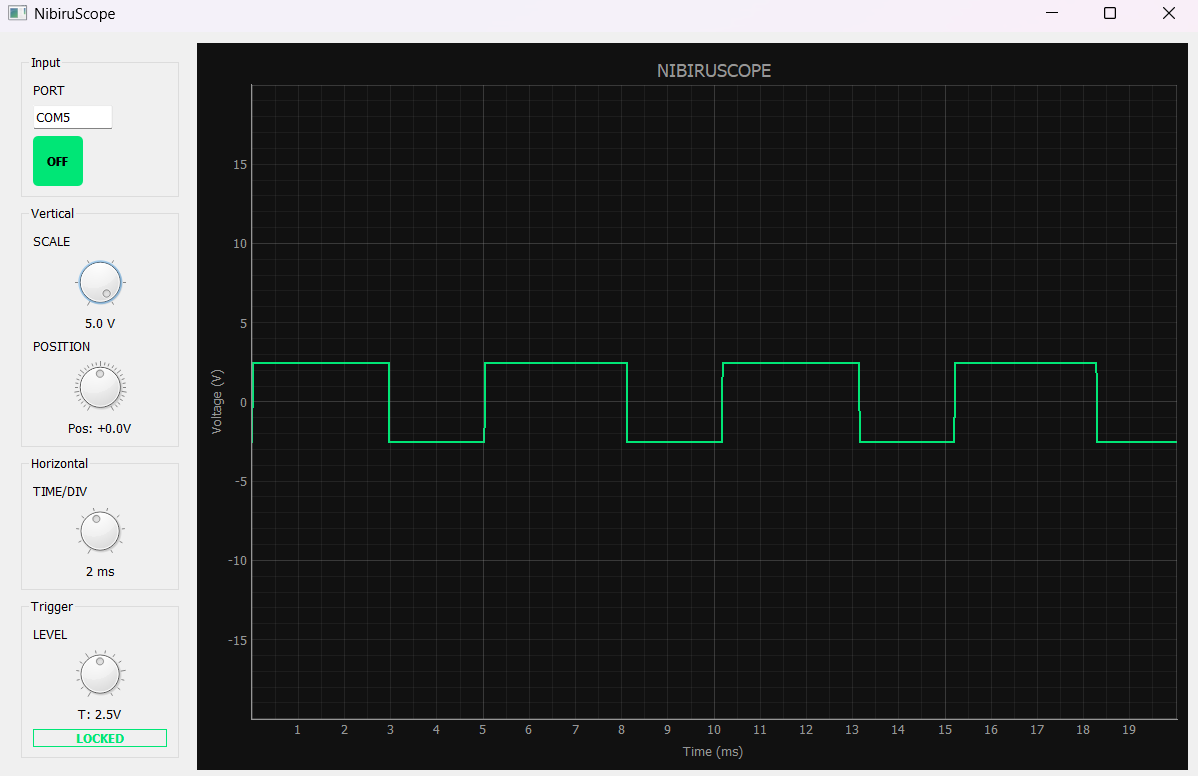 NibiruScope
Input
PORT
COM5
OFF
Vertical
SCALE
5.0 V
POSITION
Pos: +0.0V
Horizontal
TIME/DIV
2 ms
Trigger
LEVEL
T: 2.5V
LOCKED
NIBIRUSCOPE
15
10
5
0
-5
-10
-15
Voltage (V)
1 2 3 4 5 6 7 8 9 10 11 12 13 14 15 16 17 18 19
Time (ms)